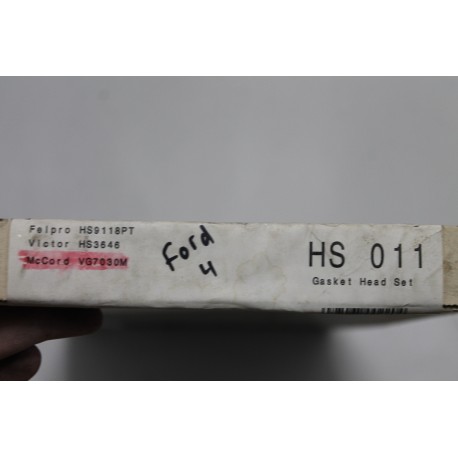 Felpro HS9118PT
Victor HS3646
McCord VG7030M
Ford
4
HS 011
Gasket Head Set